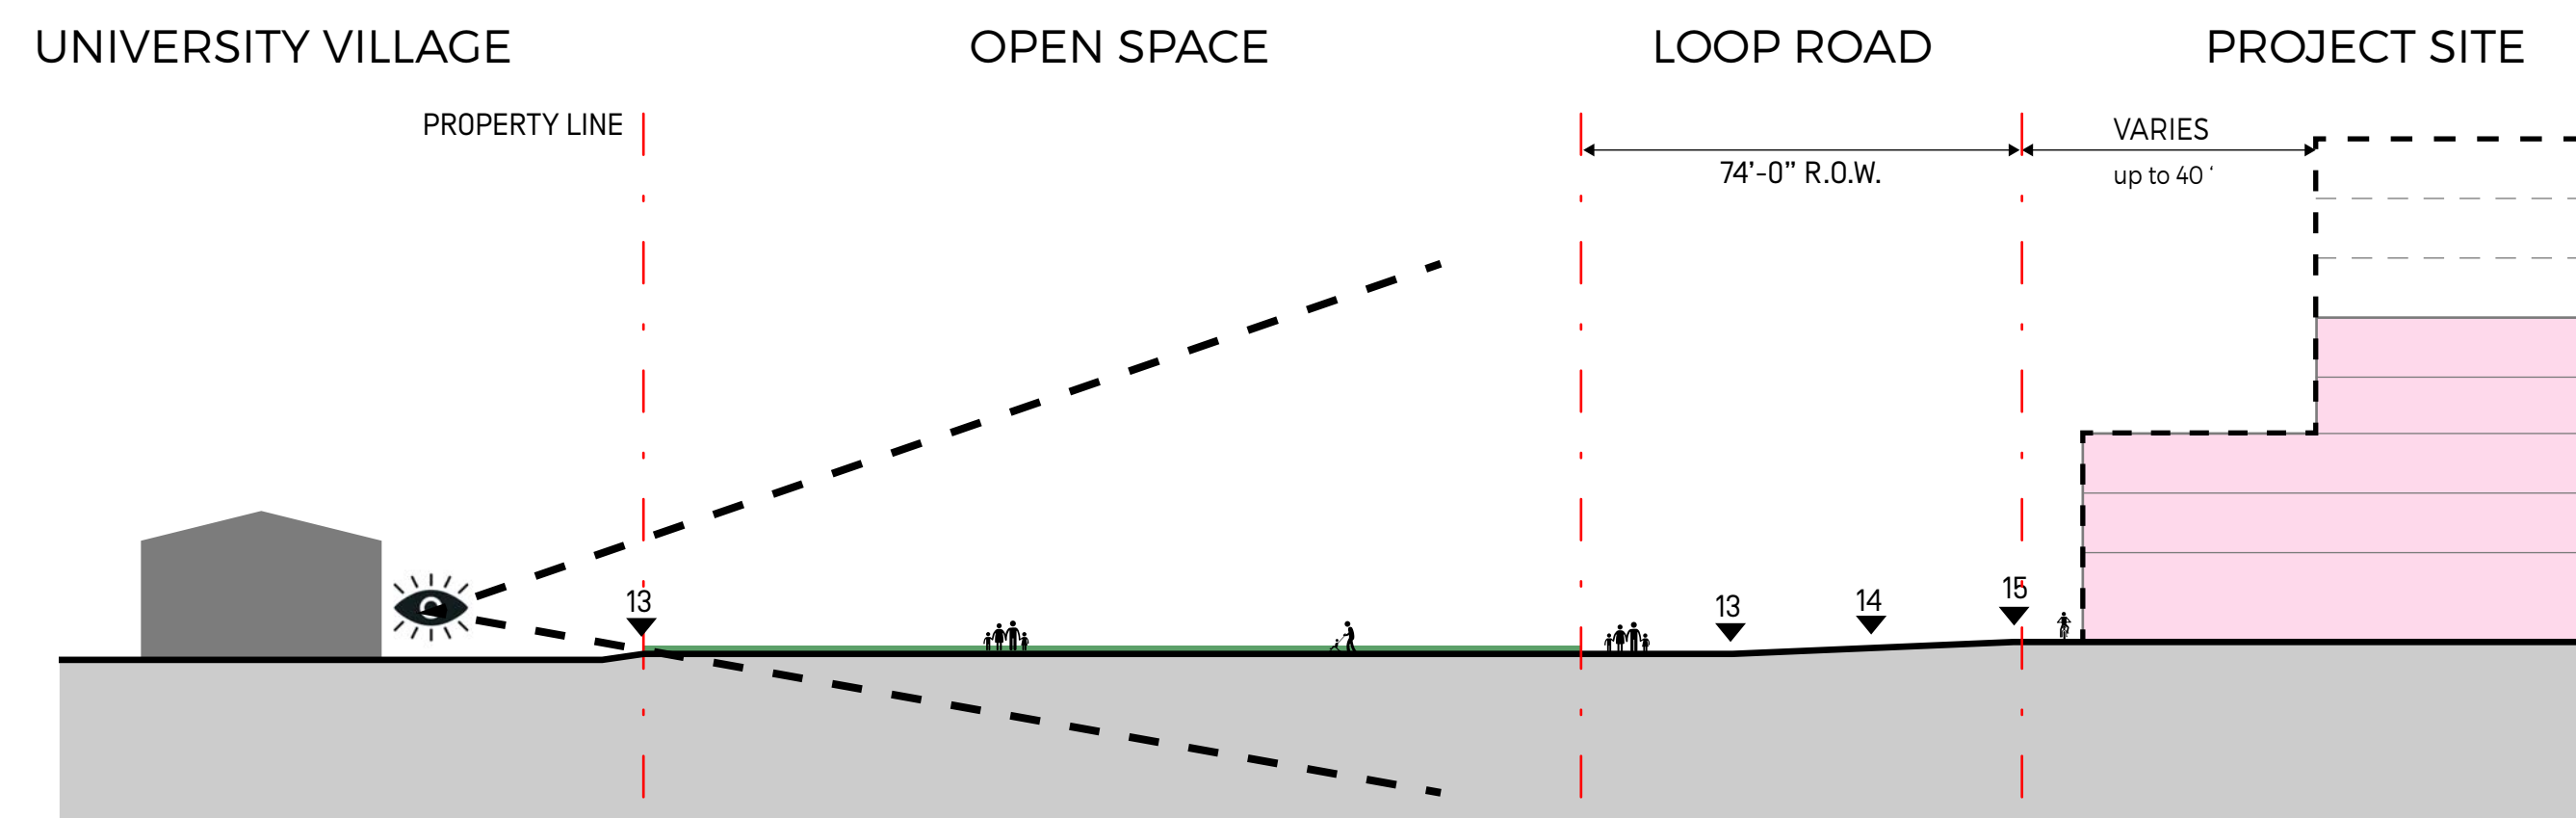 UNIVERSITY VILLAGE
OPEN SPACE
LOOP ROAD
PROJECT SITE
PROPERTY LINE
VARIES
74’-0” R.O.W.
up to 40 ‘
13
13
14
15